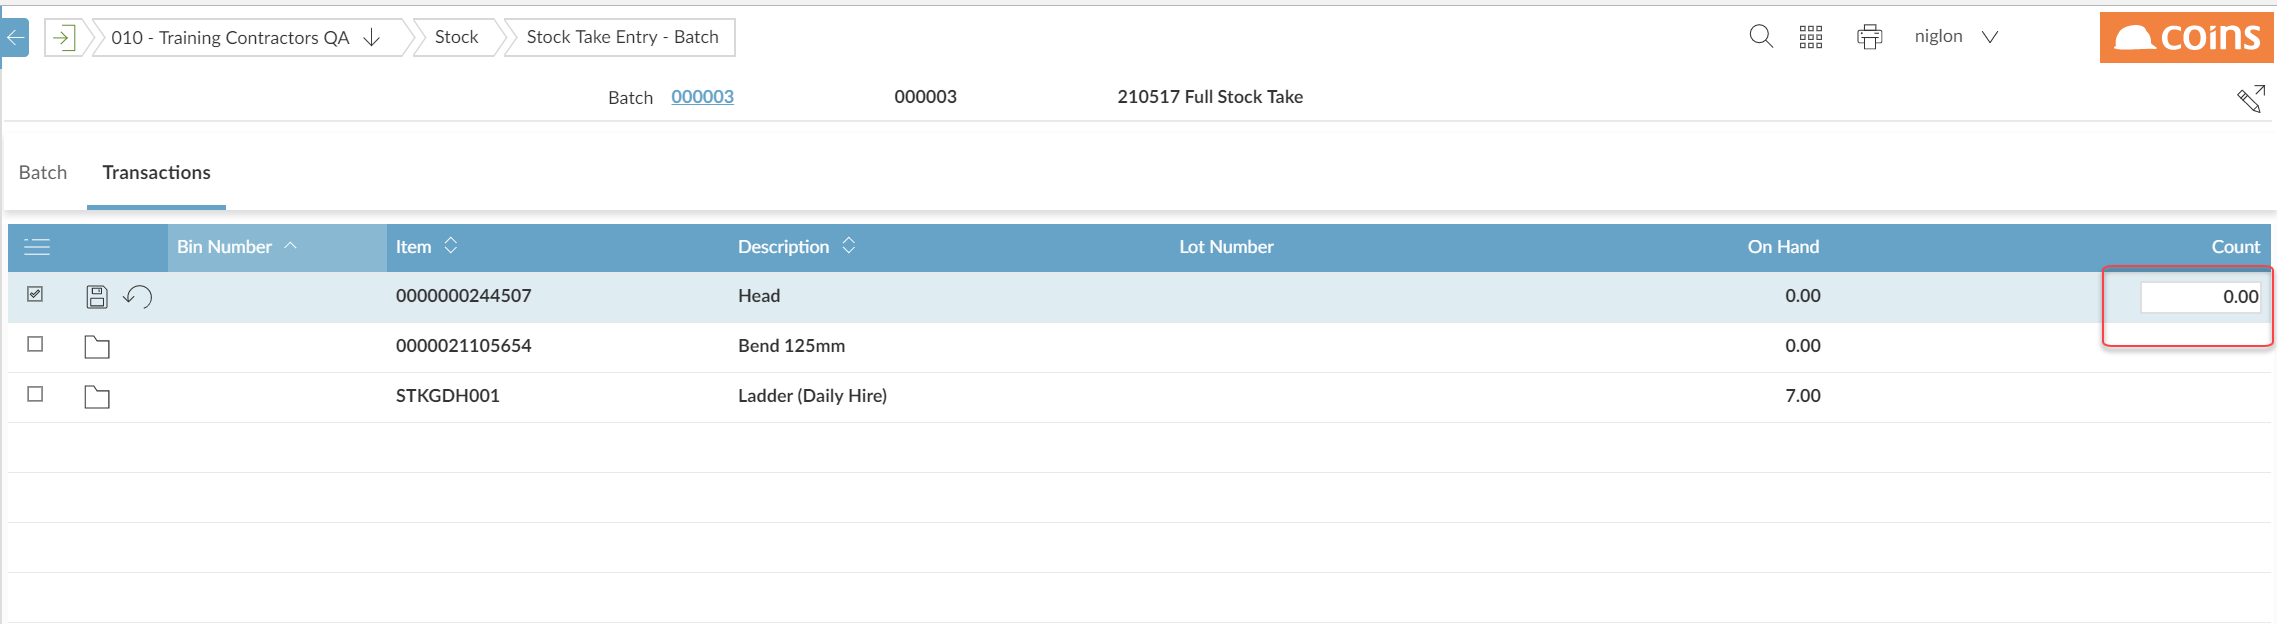 010 - Training Contractors QA Stock Stock Take Entry - Batch niglon coins
Batch 000003 000003 210517 Full Stock Take
Batch Transactions
Bin Number Item Description Lot Number On Hand Count
0000000244507 Head 0.00 0.00
0000021105654 Bend 125mm 0.00
STKGDH001 Ladder (Daily Hire) 7.00